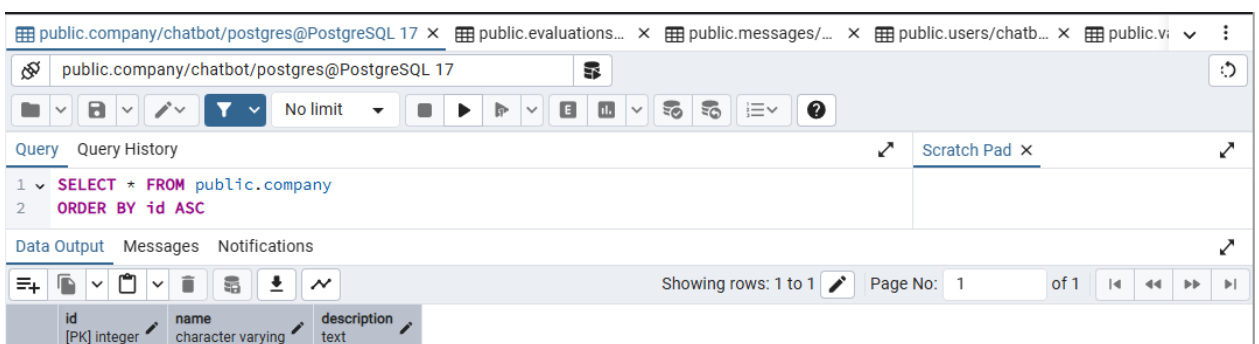 public.company/chatbot/postgres@PostgreSQL 17 public.evaluations... public.messages/... public.users/chatb... public.v
public.company/chatbot/postgres@PostgreSQL 17
No limit E
Query Query History Scratch Pad
1 SELECT * FROM public.company
2 ORDER BY id ASC
Data Output Messages Notifications
Showing rows: 1 to 1 Page No: 1 of 1
id name description
[PK] integer character varying text